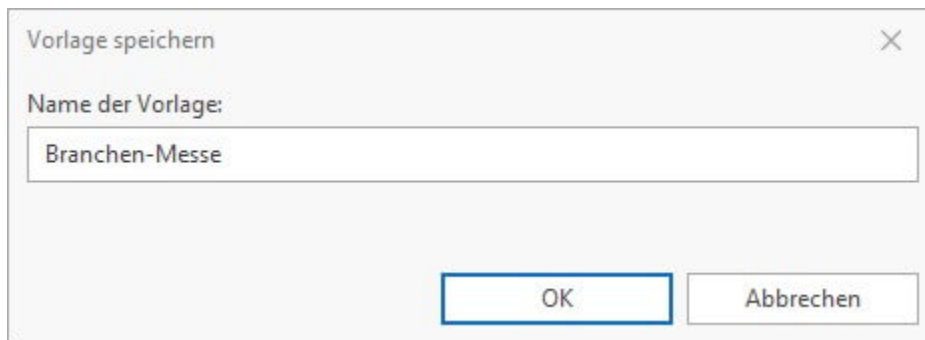 Vorlage speichern
Name der Vorlage:
Branchen-Messe
OK
Abbrechen